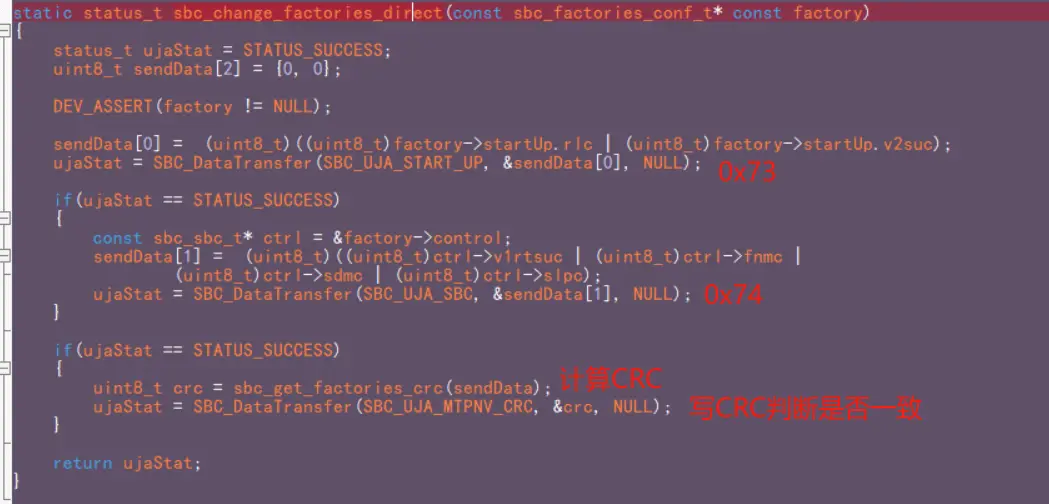 static status_t sbc_change_factories_direct(const sbc_factories_conf_t* const factory)
{
status_t ujaStat = STATUS_SUCCESS;
uint8_t sendData[2] = {0, 0};
DEV_ASSERT(factory != NULL);
sendData[0] = (uint8_t)((uint8_t)factory->startUp.rlc | (uint8_t)factory->startUp.v2suc);
ujaStat = SBC_DataTransfer(SBC_UJA_START_UP, &sendData[0], NULL); 0x73
if(ujaStat == STATUS_SUCCESS)
{
const sbc_sbc_t* ctrl = &factory->control;
sendData[1] = (uint8_t)((uint8_t)ctrl->v1rtsuc | (uint8_t)ctrl->fnmc |
(uint8_t)ctrl->sdmc | (uint8_t)ctrl->slpc);
ujaStat = SBC_DataTransfer(SBC_UJA_SBC, &sendData[1], NULL); 0x74
}
if(ujaStat == STATUS_SUCCESS)
{
uint8_t crc = sbc_get_factories_crc(sendData); 计算CRC
ujaStat = SBC_DataTransfer(SBC_UJA_MTPNV_CRC, &crc, NULL); 写CRC判断是否一致
}
return ujaStat;
}